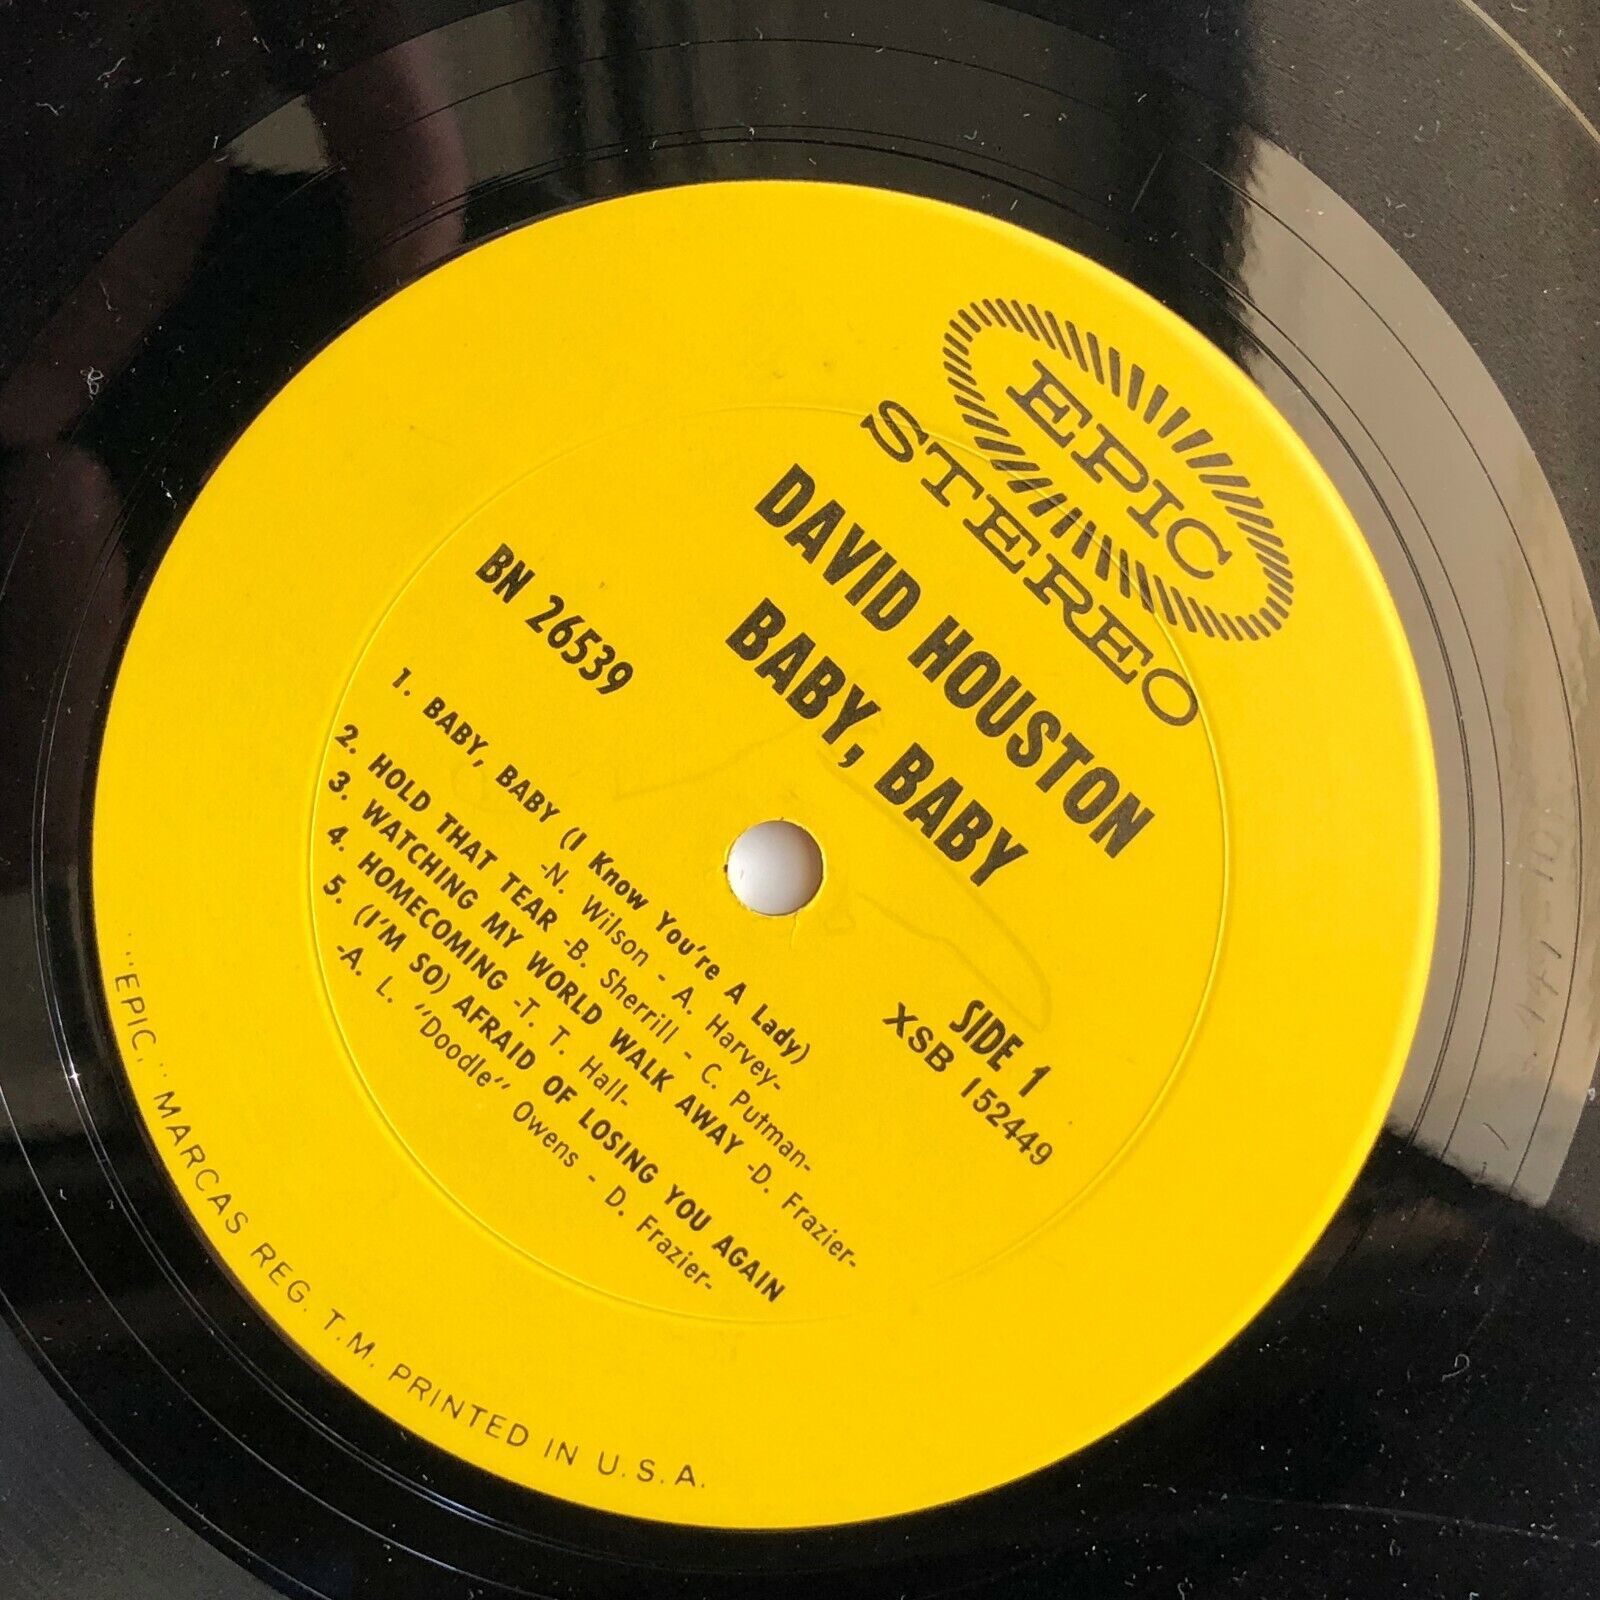 EPIC
STEREO
DAVID HOUSTON
BABY, BABY
BN 26539
SIDE 1
XSB 152449
1. BABY, BABY (I Know You're A Lady)
-N. Wilson - A. Harvey-
2. HOLD THAT TEAR -B. Sherrill - C. Putman-
3. WATCHING MY WORLD WALK AWAY -D. Frazier-
4. HOMECOMING -T. T. Hall-
5. (I'M SO) AFRAID OF LOSING YOU AGAIN
-A. L. "Doodle" Owens - D. Frazier-
"EPIC," MARCAS REG. T.M. PRINTED IN U.S.A.